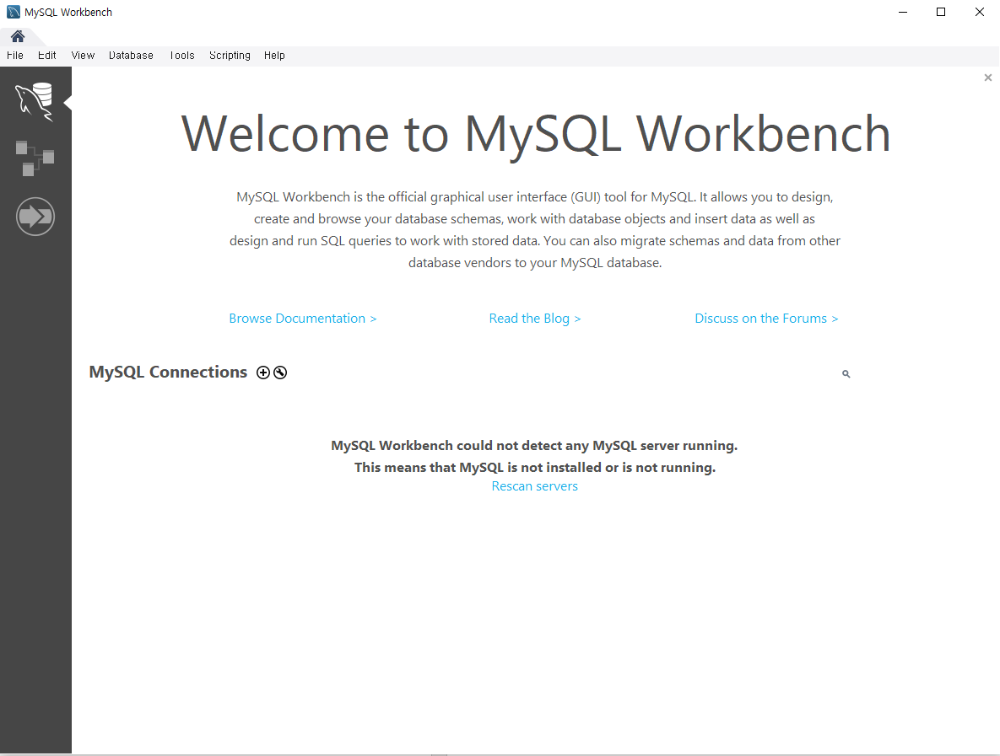 MySQL Workbench
File Edit View Database Tools Scripting Help
Welcome to MySQL Workbench
MySQL Workbench is the official graphical user interface (GUI) tool for MySQL. It allows you to design,
create and browse your database schemas, work with database objects and insert data as well as
design and run SQL queries to work with stored data. You can also migrate schemas and data from other
database vendors to your MySQL database.
Browse Documentation > Read the Blog > Discuss on the Forums >
MySQL Connections
MySQL Workbench could not detect any MySQL server running.
This means that MySQL is not installed or is not running.
Rescan servers